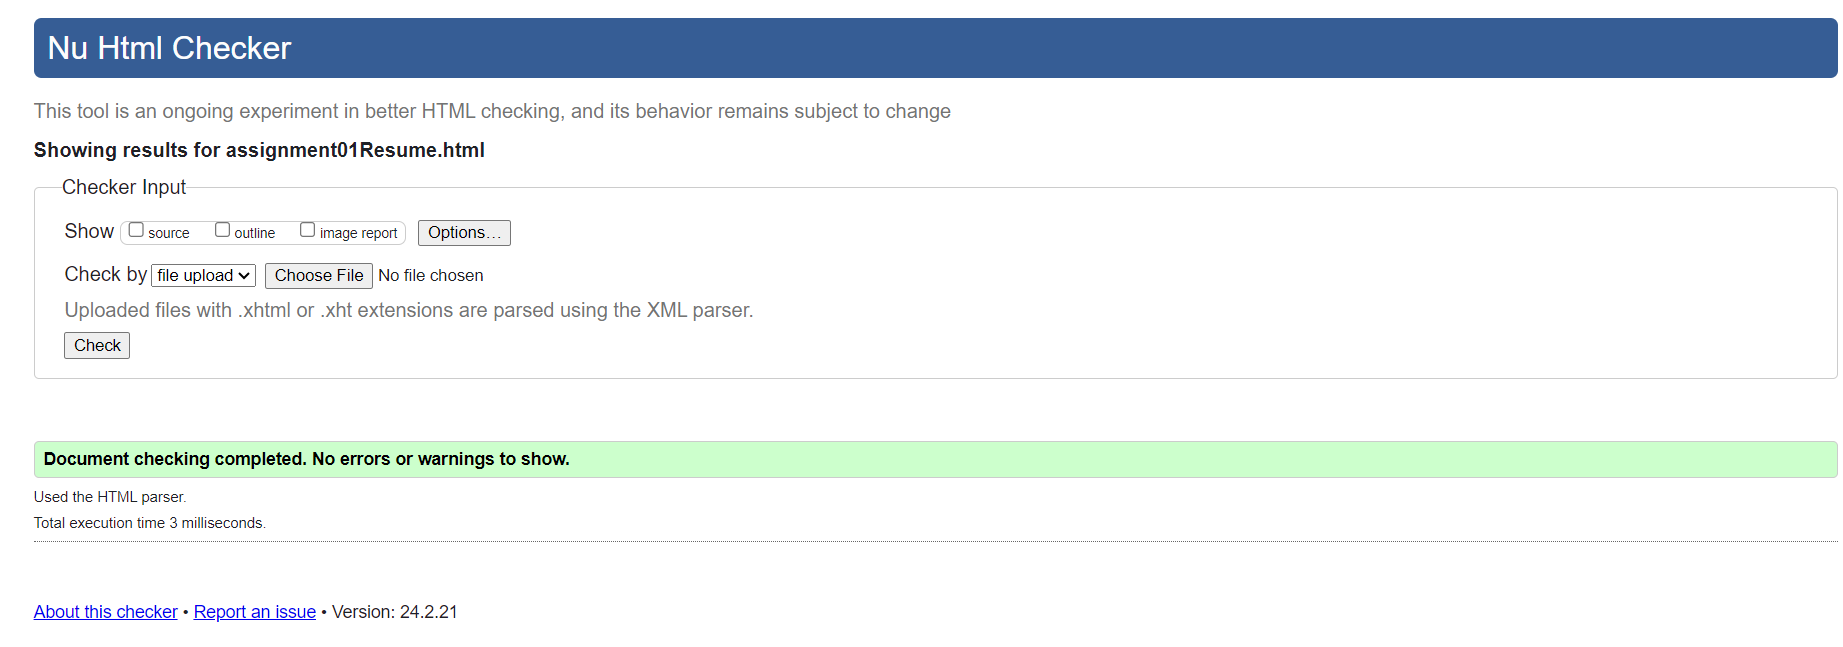 Nu Html Checker
This tool is an ongoing experiment in better HTML checking, and its behavior remains subject to change
Showing results for assignment01Resume.html
Checker Input
Show source outline image report Options...
Check by file upload Choose File No file chosen
Uploaded files with .xhtml or .xht extensions are parsed using the XML parser.
Check
Document checking completed. No errors or warnings to show.
Used the HTML parser.
Total execution time 3 milliseconds.
About this checker • Report an issue • Version: 24.2.21